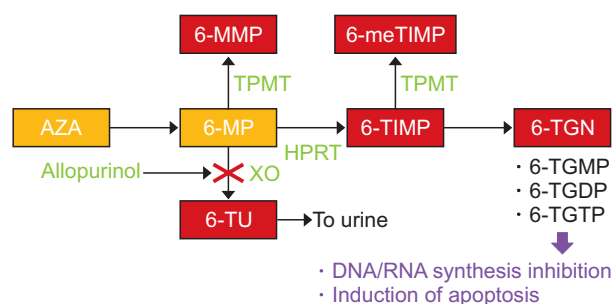 6-MMP
6-meTIMP
TPMT
TPMT
AZA
6-MP
6-TIMP
6-TGN
HPRT
Allopurinol
XO
· 6-TGMP
· 6-TGDP
· 6-TGTP
6-TU
To urine
· DNA/RNA synthesis inhibition
· Induction of apoptosis